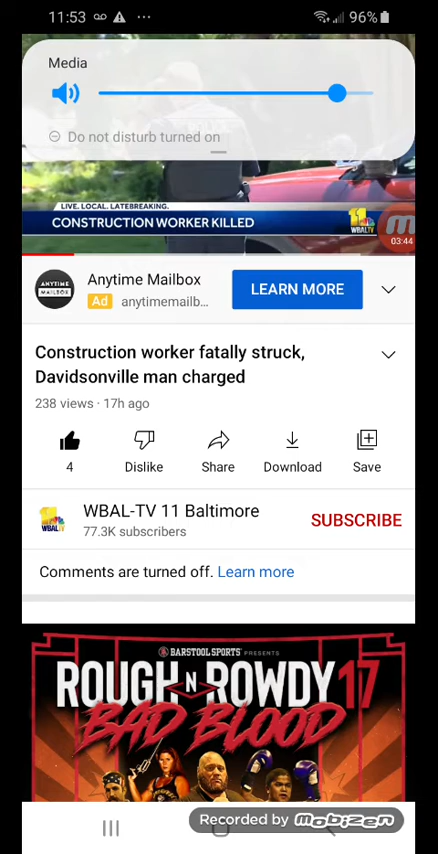 11:53
96%
Media
Do not disturb turned on
LIVE. LOCAL. LATEBREAKING.
CONSTRUCTION WORKER KILLED
11
WBALTV
03:44
ANYTIME
MAILBOX
Anytime Mailbox
Ad anytimemailb...
LEARN MORE
Construction worker fatally struck,
Davidsonville man charged
238 views · 17h ago
4
Dislike
Share
Download
Save
WBAL-TV 11 Baltimore
77.3K subscribers
SUBSCRIBE
Comments are turned off. Learn more
BARSTOOL SPORTS PRESENTS
ROUGH N ROWDY 17
BAD BLOOD
Recorded by mobizen